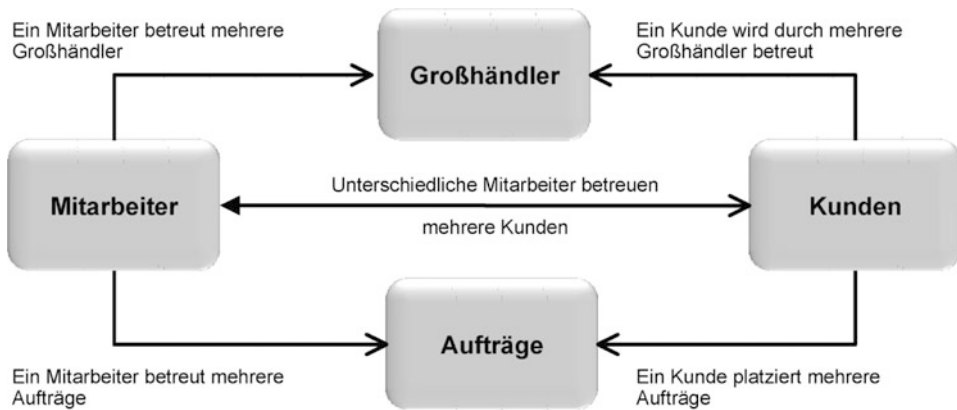 Ein Mitarbeiter betreut mehrere
Großhändler
Ein Kunde wird durch mehrere
Großhändler betreut
Großhändler
Mitarbeiter
Unterschiedliche Mitarbeiter betreuen
mehrere Kunden
Kunden
Aufträge
Ein Mitarbeiter betreut mehrere
Aufträge
Ein Kunde platziert mehrere
Aufträge